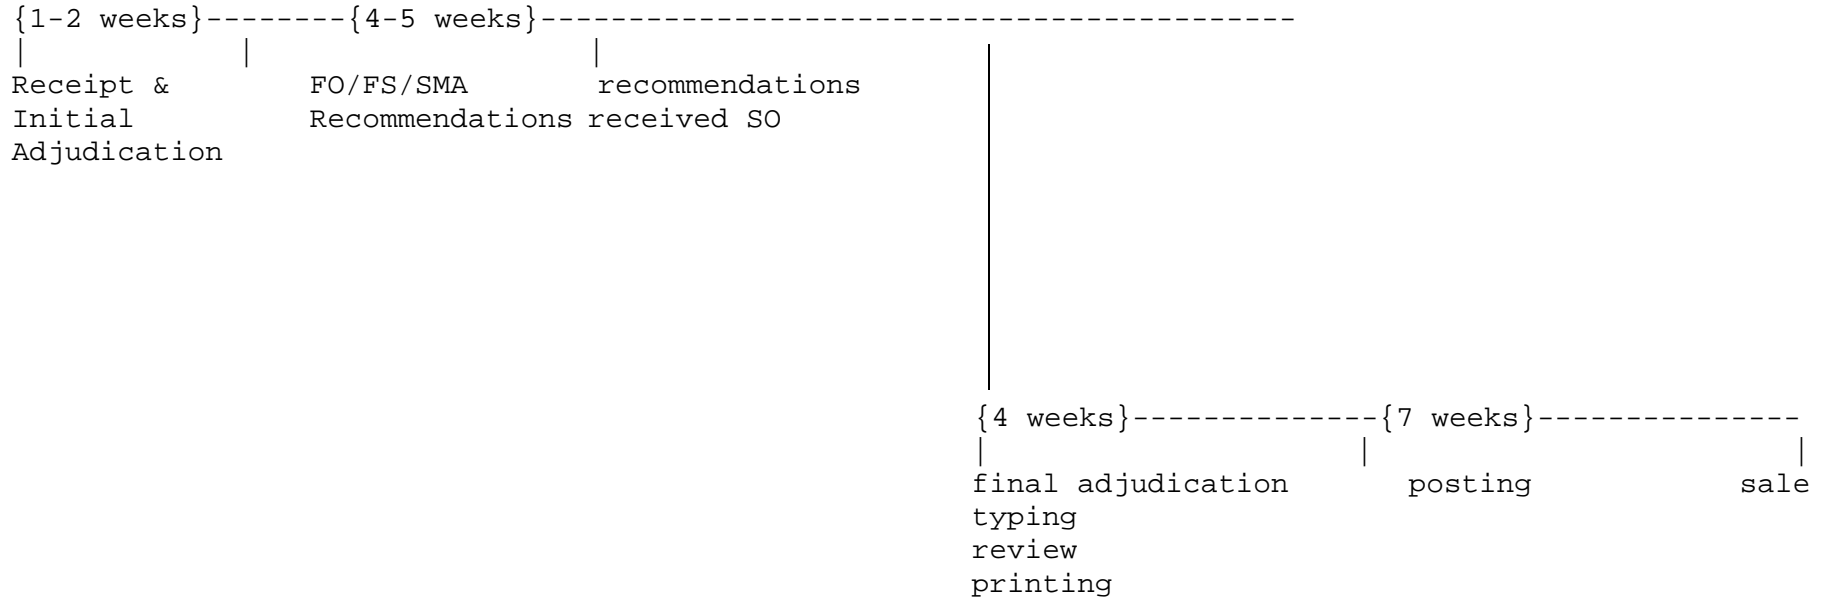 {1-2 weeks}--------{4-5 weeks}-------------------------------------------
| | |
Receipt & FO/FS/SMA recommendations
Initial Recommendations received SO
Adjudication
{4 weeks}--------------{7 weeks}---------------
| | |
final adjudication posting sale
typing
review
printing